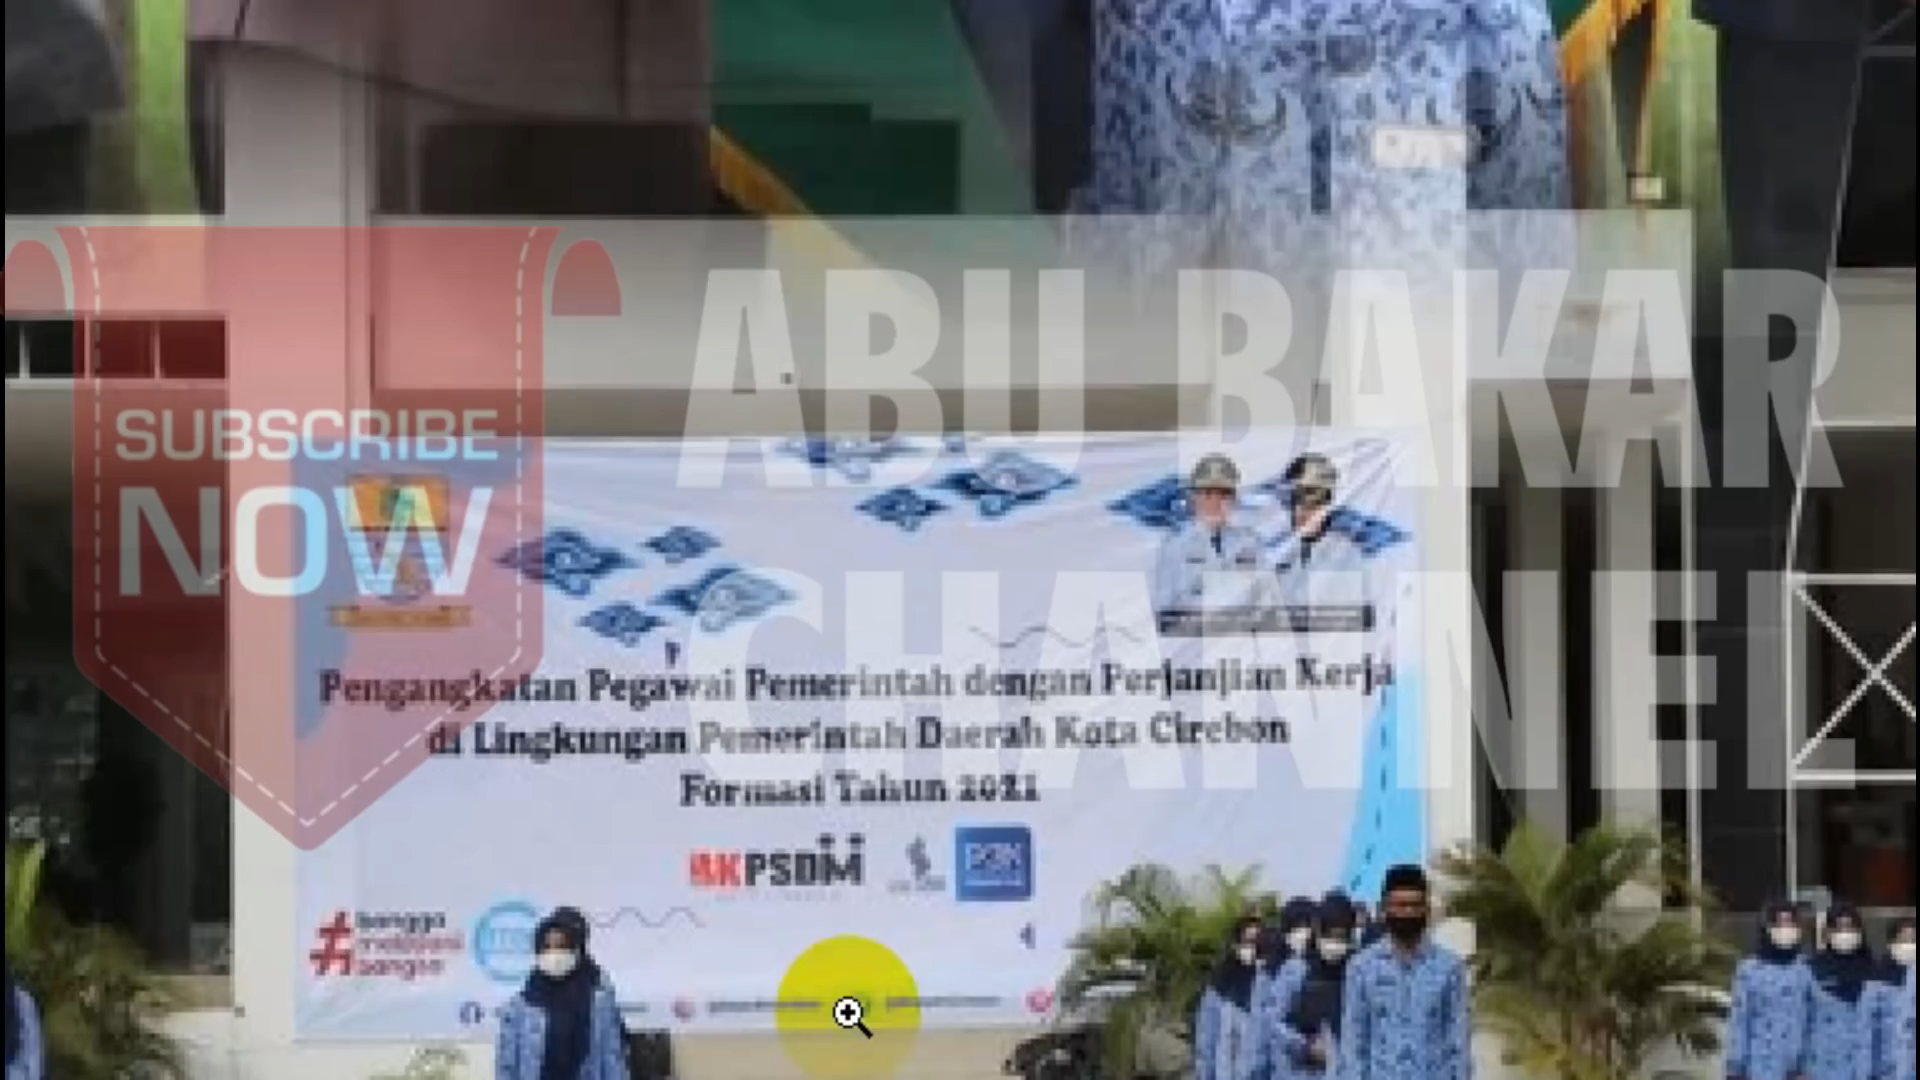 SUBSCRIBE
NOW
ABU BAKAR
CHANNEL
Pengangkatan Pegawai Pemerintah dengan Perjanjian Kerja
di Lingkungan Pemerintah Daerah Kota Cirebon
Formasi Tahun 2021
BKPSDM
#bangga
melayani
bangsa